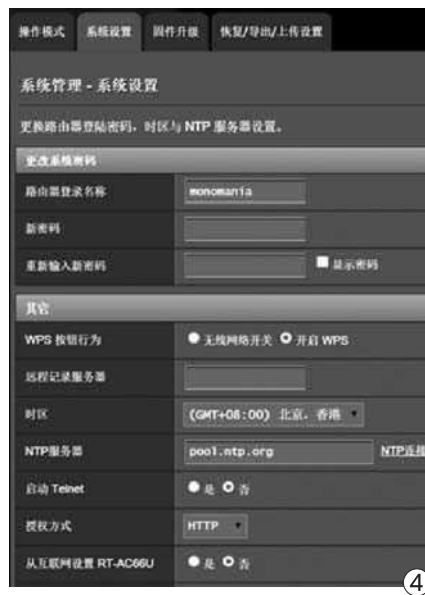 操作模式 系统设置 固件升级 恢复/导出/上传设置
系统管理 - 系统设置
更换路由器登陆密码，时区与 NTP 服务器设置。
更改系统密码
路由器登录名称 monomania
新密码
重新输入新密码 显示密码
其它
WPS 按钮行为 无线网络开关 开启 WPS
远程记录服务器
时区 (GMT+08:00) 北京，香港
NTP服务器 pool.ntp.org NTP连接
启动 Telnet 是 否
授权方式 HTTP
从互联网设置 RT-AC66U 是 否
④